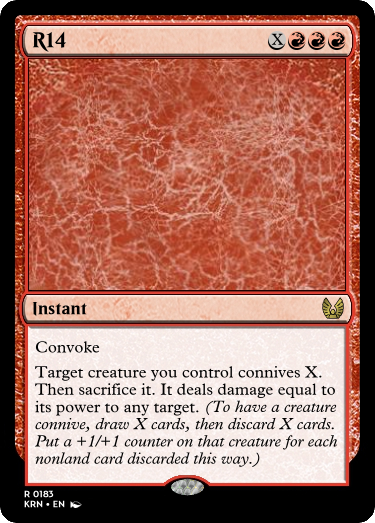 R14 X
Instant
Convoke
Target creature you control connives X.
Then sacrifice it. It deals damage equal to
its power to any target. (To have a creature
connive, draw X cards, then discard X cards.
Put a +1/+1 counter on that creature for each
nonland card discarded this way.)
R 0183
KRN • EN